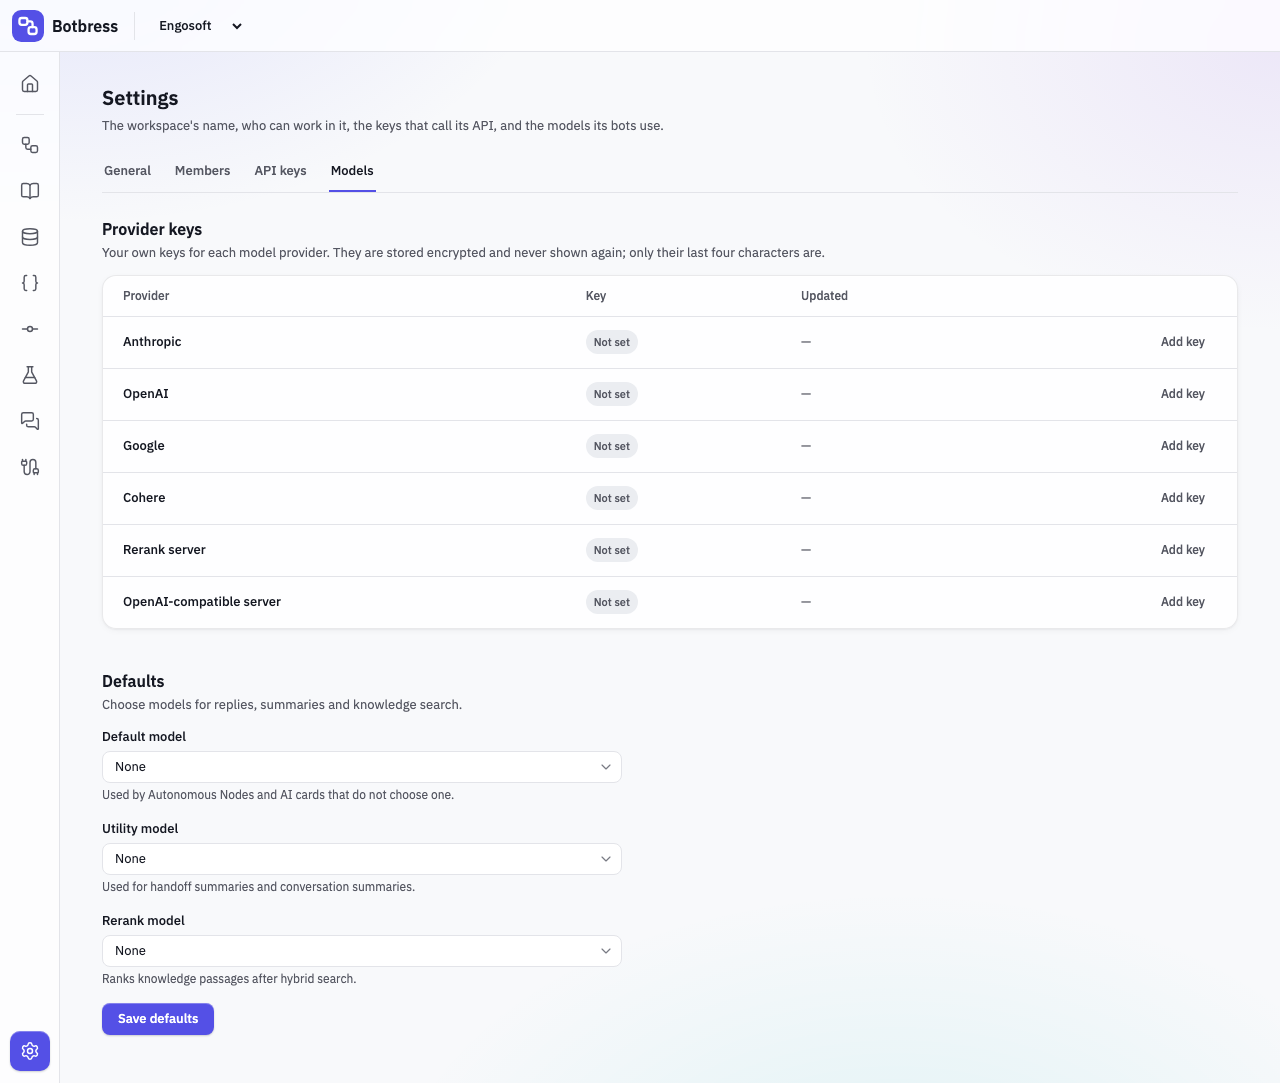 Botbress
Engosoft
Settings
The workspace's name, who can work in it, the keys that call its API, and the models its bots use.
General Members API keys Models
Provider keys
Your own keys for each model provider. They are stored encrypted and never shown again; only their last four characters are.
Provider Key Updated
Anthropic Not set — Add key
OpenAI Not set — Add key
Google Not set — Add key
Cohere Not set — Add key
Rerank server Not set — Add key
OpenAI-compatible server Not set — Add key
Defaults
Choose models for replies, summaries and knowledge search.
Default model
None
Used by Autonomous Nodes and AI cards that do not choose one.
Utility model
None
Used for handoff summaries and conversation summaries.
Rerank model
None
Ranks knowledge passages after hybrid search.
Save defaults